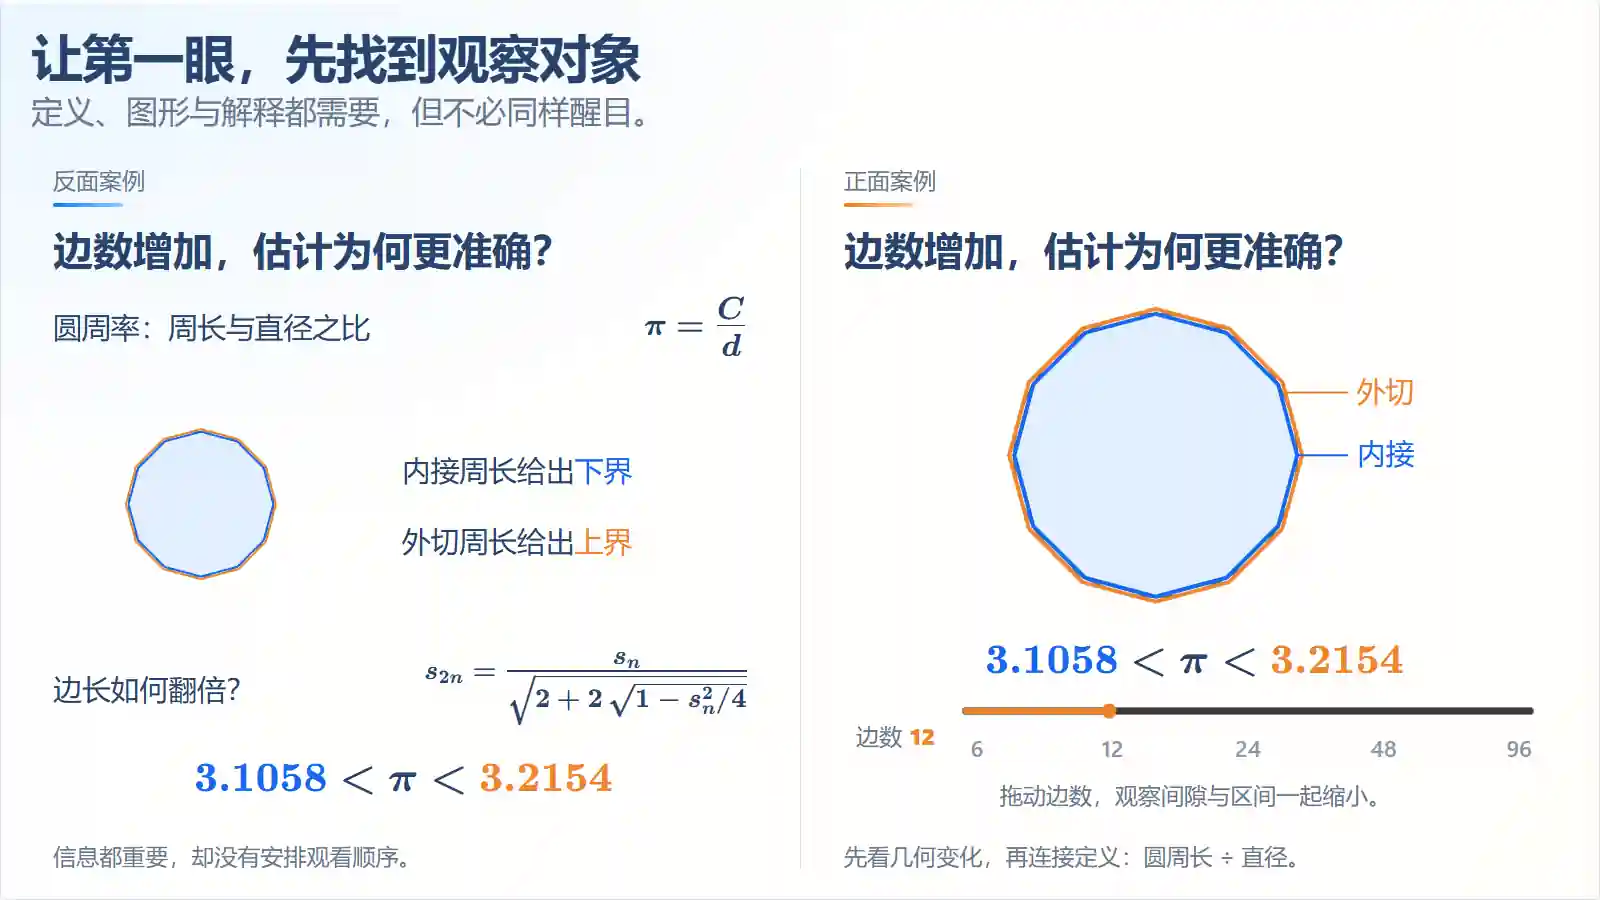 让第一眼，先找到观察对象
定义、图形与解释都需要，但不必同样醒目。
反面案例
边数增加，估计为何更准确？
圆周率：周长与直径之比
π = C/d
内接周长给出下界
外切周长给出上界
边长如何翻倍？
s₂ₙ = sₙ/√(2 + 2√(1 − sₙ²/4))
3.1058 < π < 3.2154
信息都重要，却没有安排观看顺序。
正面案例
边数增加，估计为何更准确？
外切
内接
3.1058 < π < 3.2154
边数 12
6 12 24 48 96
拖动边数，观察间隙与区间一起缩小。
先看几何变化，再连接定义：圆周长 ÷ 直径。